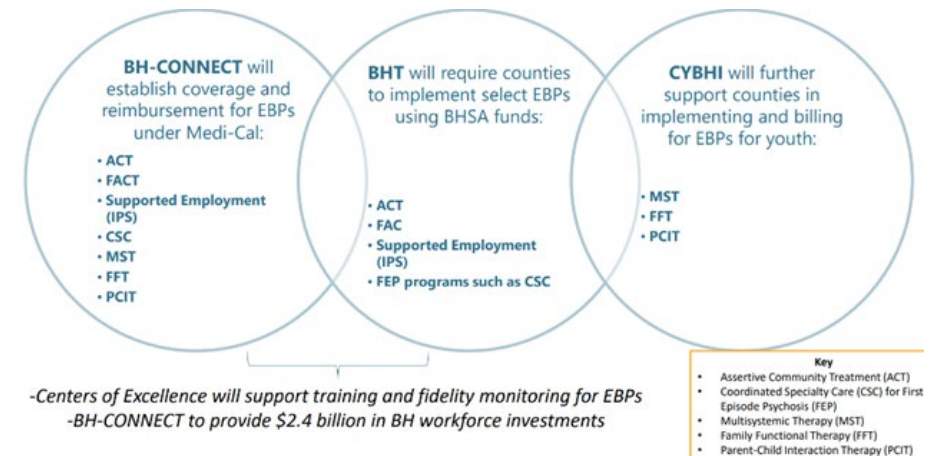 BH-CONNECT will
establish coverage and
reimbursement for EBPs
under Medi-Cal:
• ACT
• FACT
• Supported Employment
(IPS)
• CSC
• MST
• FFT
• PCIT
BHT will require counties
to implement select EBPs
using BHSA funds:
• ACT
• FAC
• Supported Employment
(IPS)
• FEP programs such as CSC
CYBHI will further
support counties in
implementing and billing
for EBPs for youth:
• MST
• FFT
• PCIT
-Centers of Excellence will support training and fidelity monitoring for EBPs
-BH-CONNECT to provide $2.4 billion in BH workforce investments
Key
• Assertive Community Treatment (ACT)
• Coordinated Specialty Care (CSC) for First
Episode Psychosis (FEP)
• Multisystemic Therapy (MST)
• Family Functional Therapy (FFT)
• Parent-Child Interaction Therapy (PCIT)